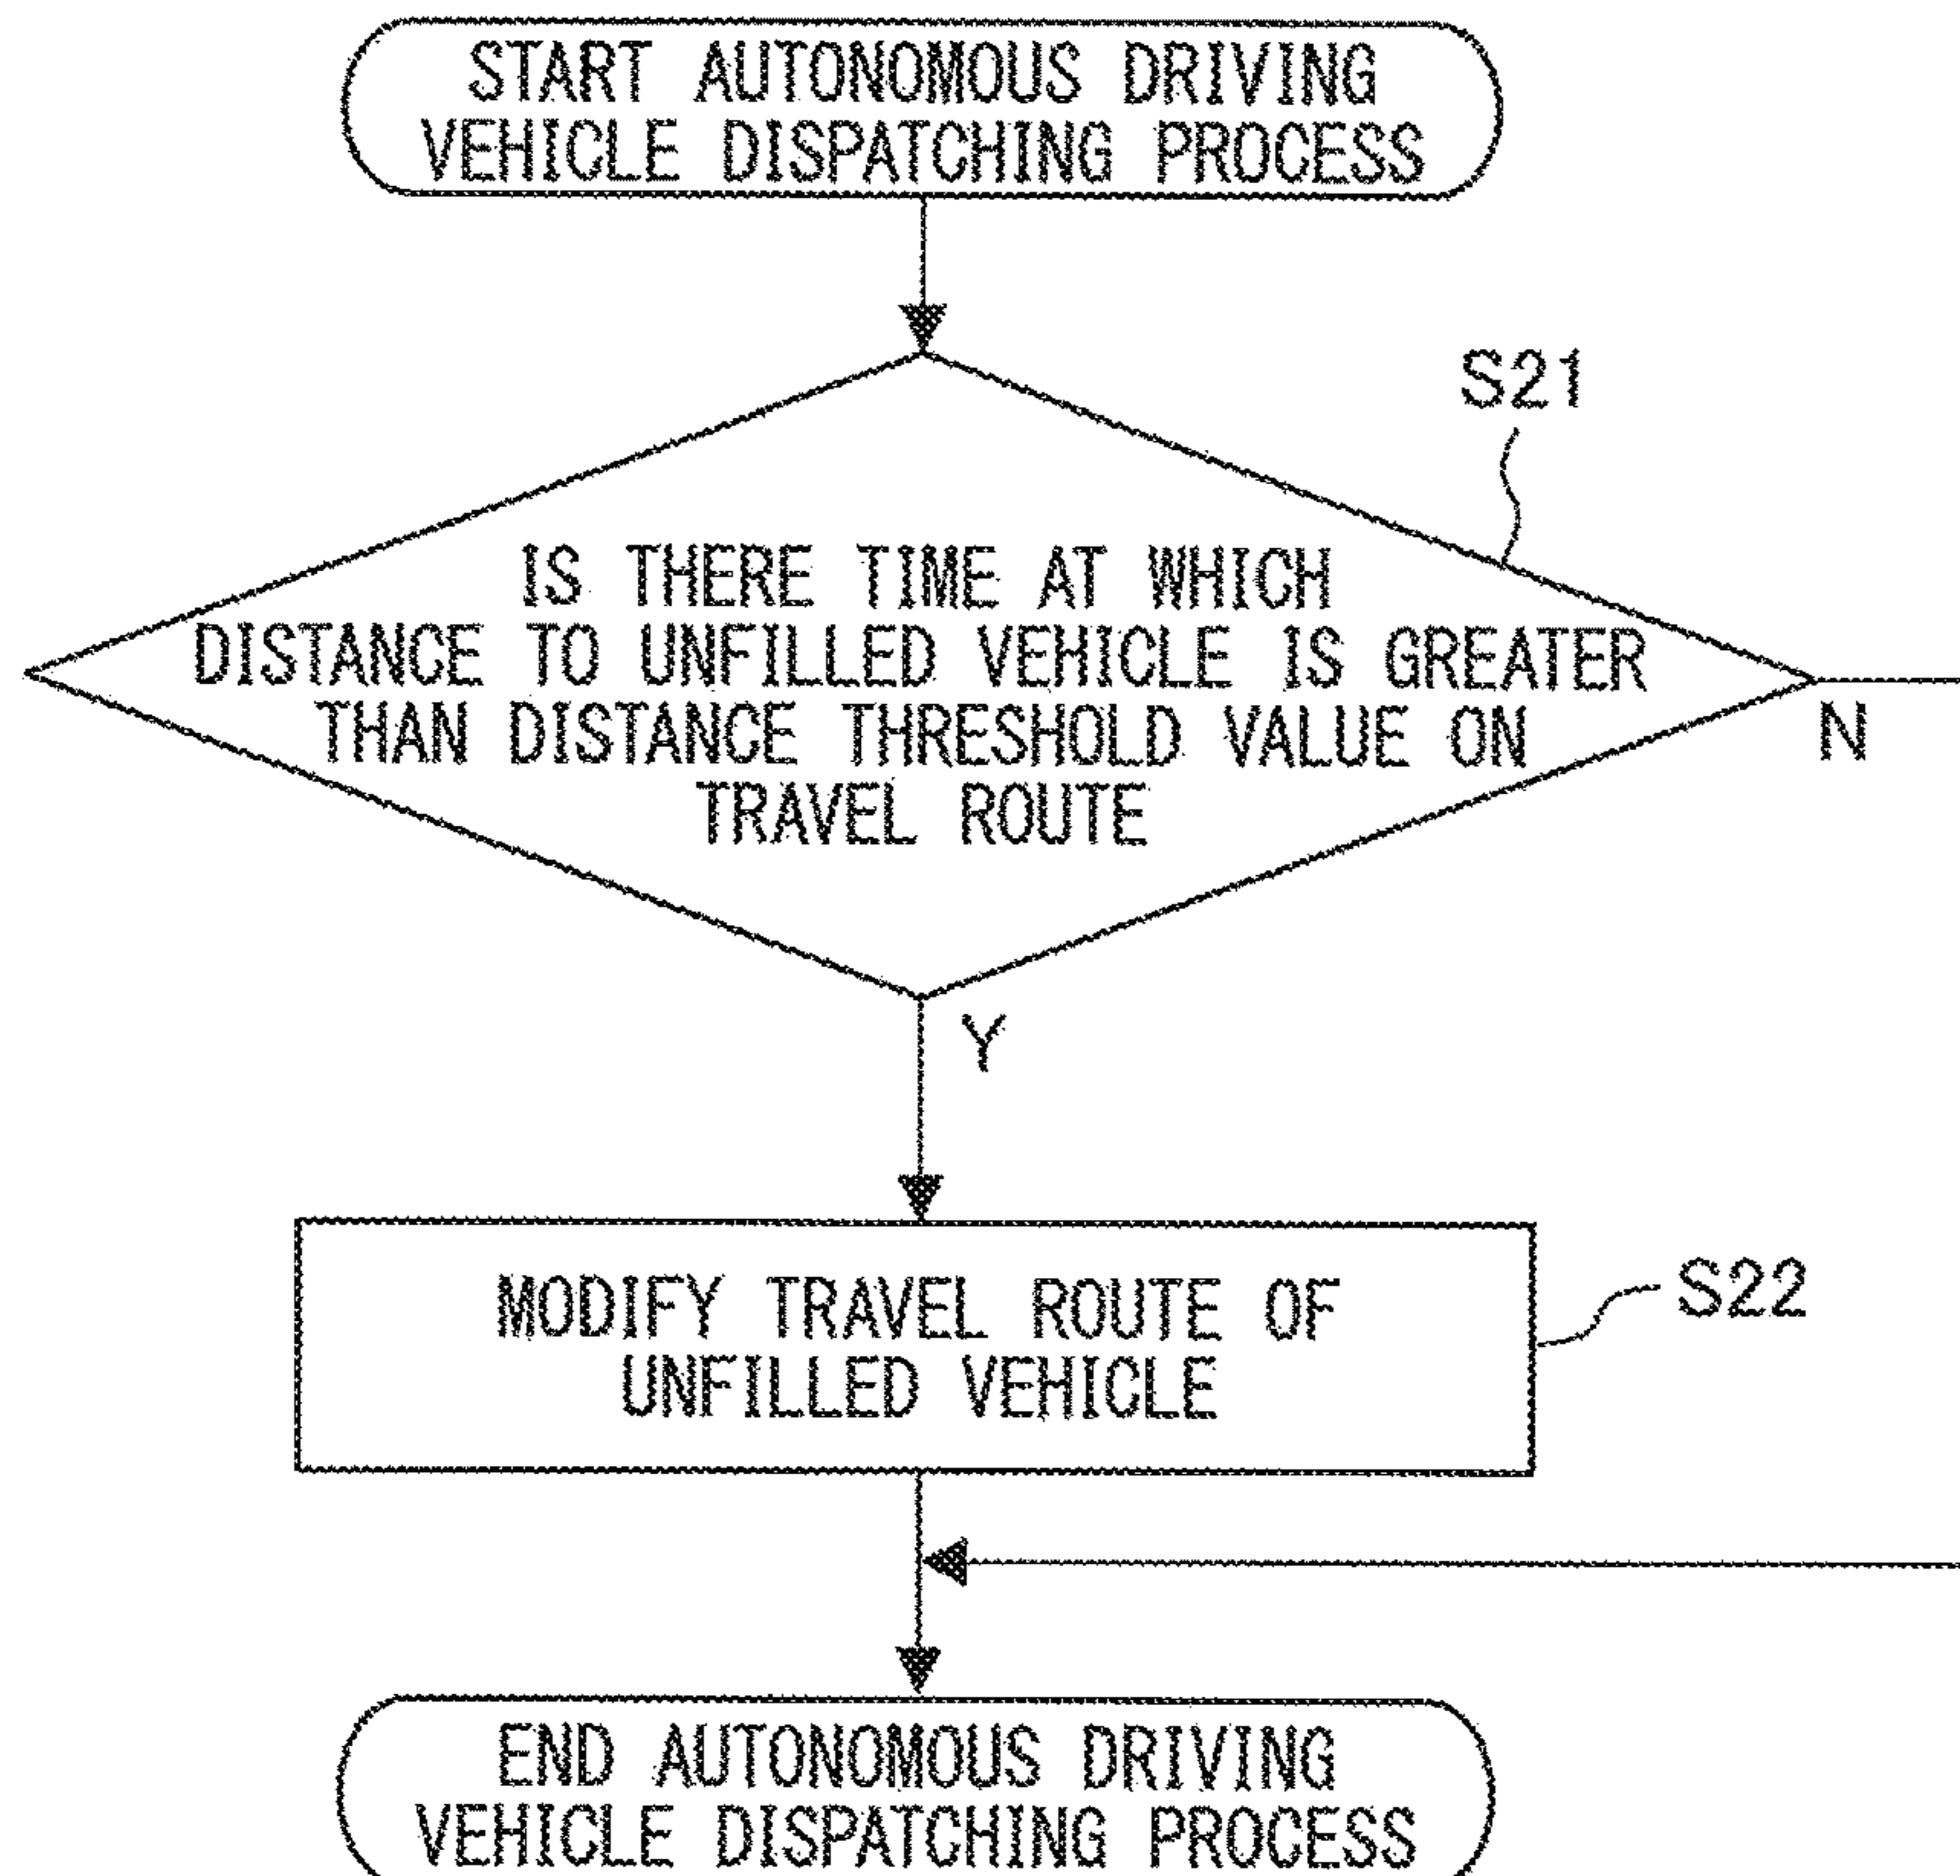 START AUTONOMOUS DRIVING
VEHICLE DISPATCHING PROCESS
S21
IS THERE TIME AT WHICH
DISTANCE TO UNFILLED VEHICLE IS GREATER
THAN DISTANCE THRESHOLD VALUE ON
TRAVEL ROUTE
N
Y
MODIFY TRAVEL ROUTE OF
UNFILLED VEHICLE
S22
END AUTONOMOUS DRIVING
VEHICLE DISPATCHING PROCESS